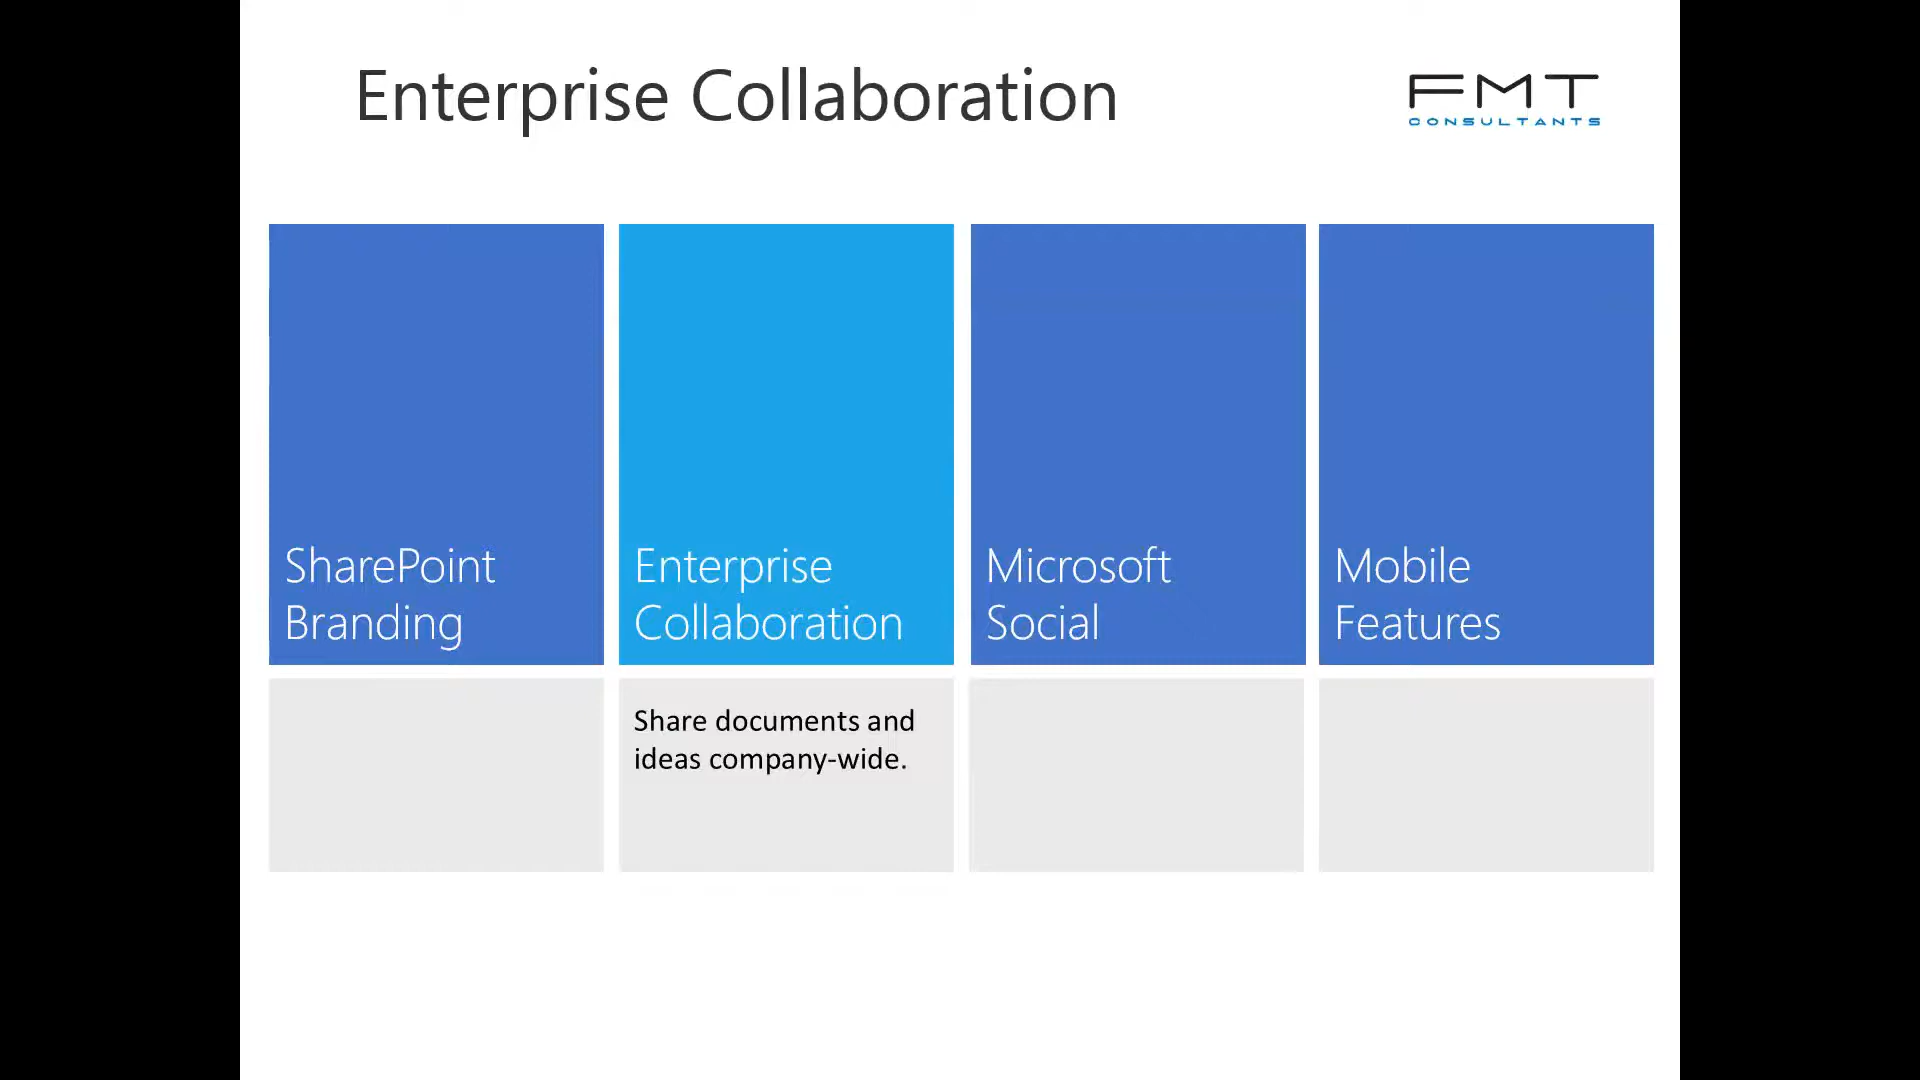 Enterprise Collaboration
FMT
CONSULTANTS
SharePoint
Branding
Enterprise
Collaboration
Microsoft
Social
Mobile
Features
Share documents and
ideas company-wide.